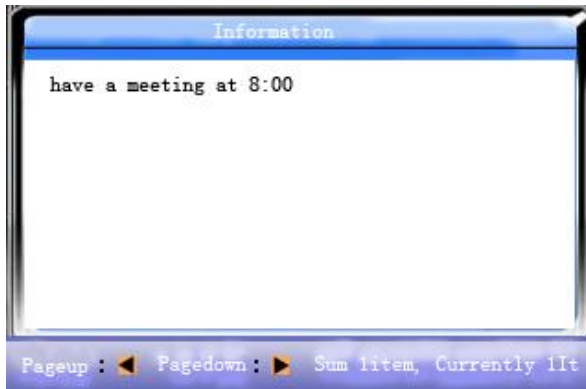 Information
have a meeting at 8:00
Pageup : ◀ Pagedown : ▶ Sum 1item, Currently 1It